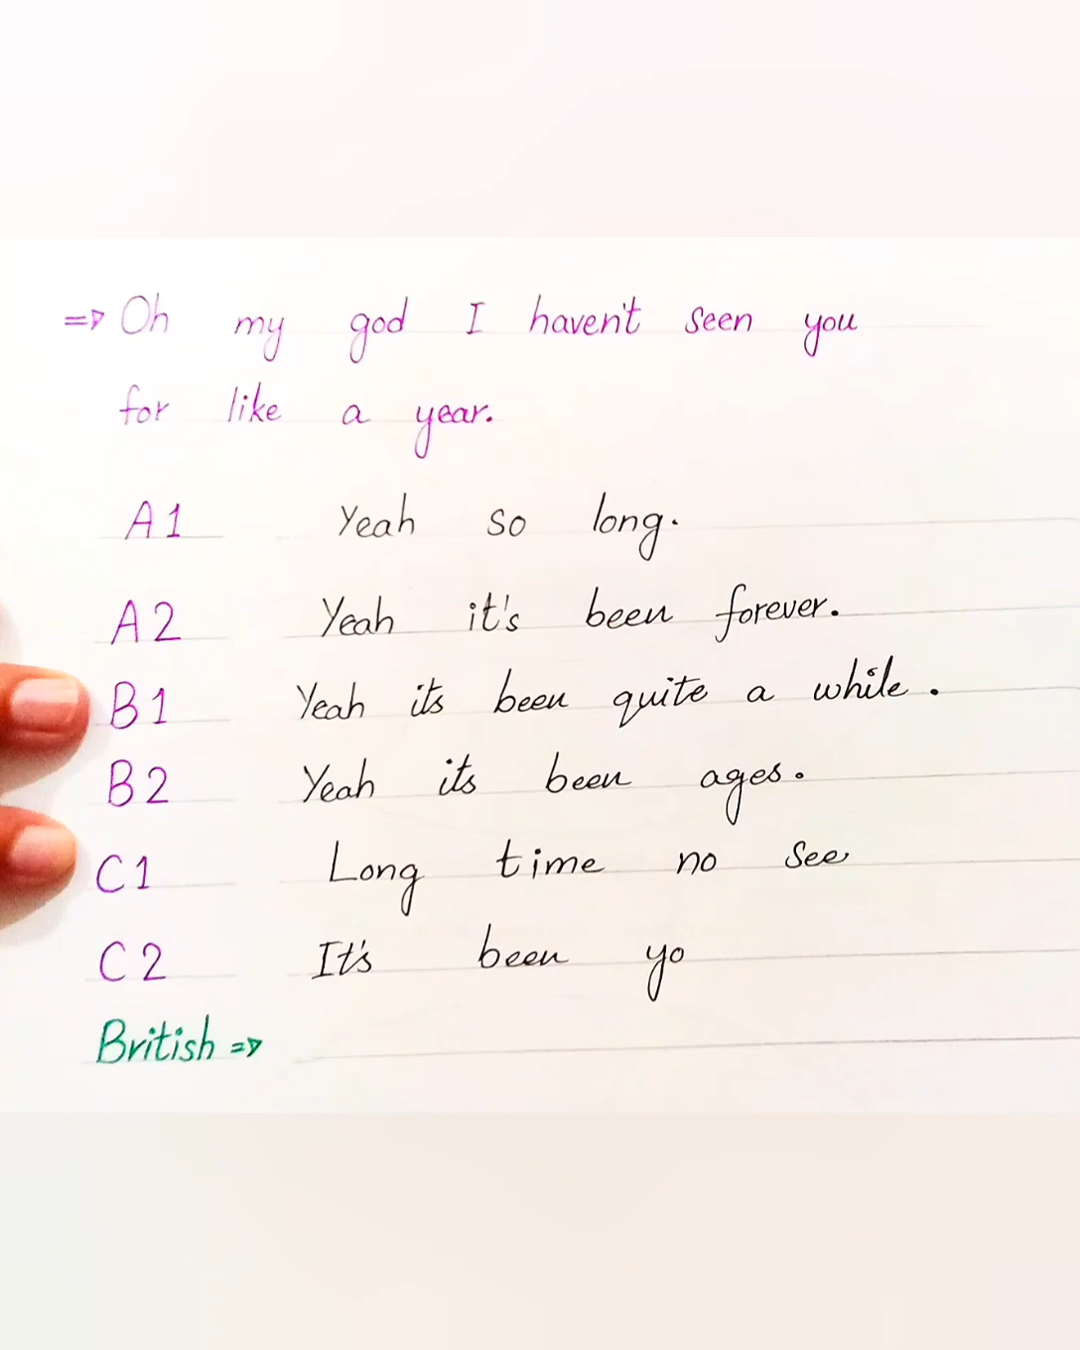 => Oh my god I haven't seen you
for like a year.
A1 Yeah so long.
A2 Yeah it's been forever.
B1 Yeah its been quite a while.
B2 Yeah its been ages.
C1 Long time no see
C2 It's been yo
British =>